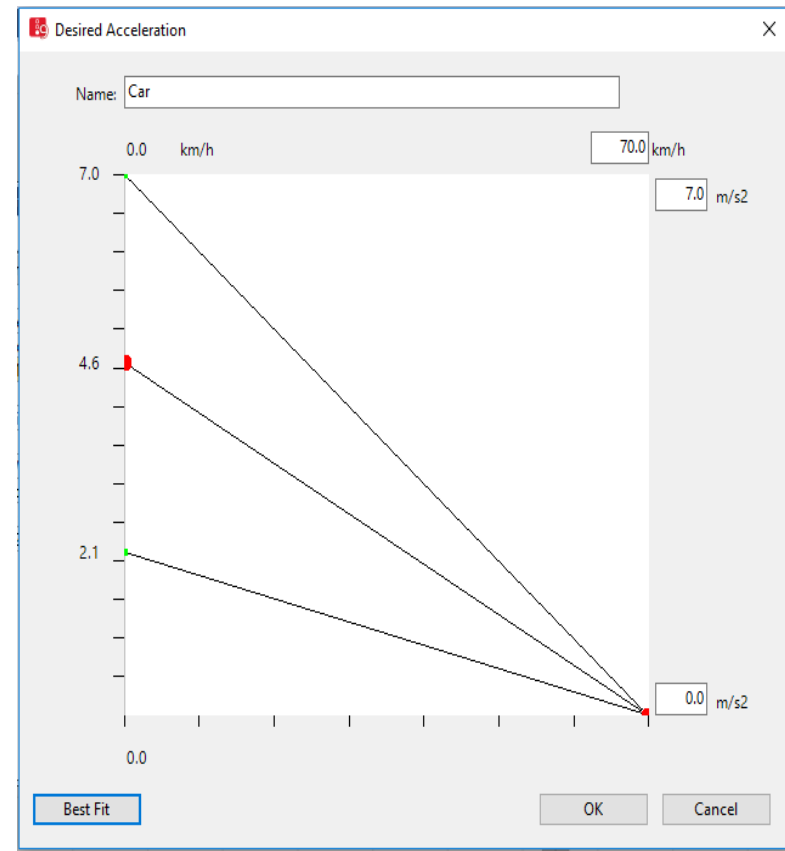 Desired Acceleration
Name: Car
0.0 km/h 70.0 km/h
7.0 7.0 m/s2
4.6
2.1
0.0 m/s2
0.0
Best Fit OK Cancel